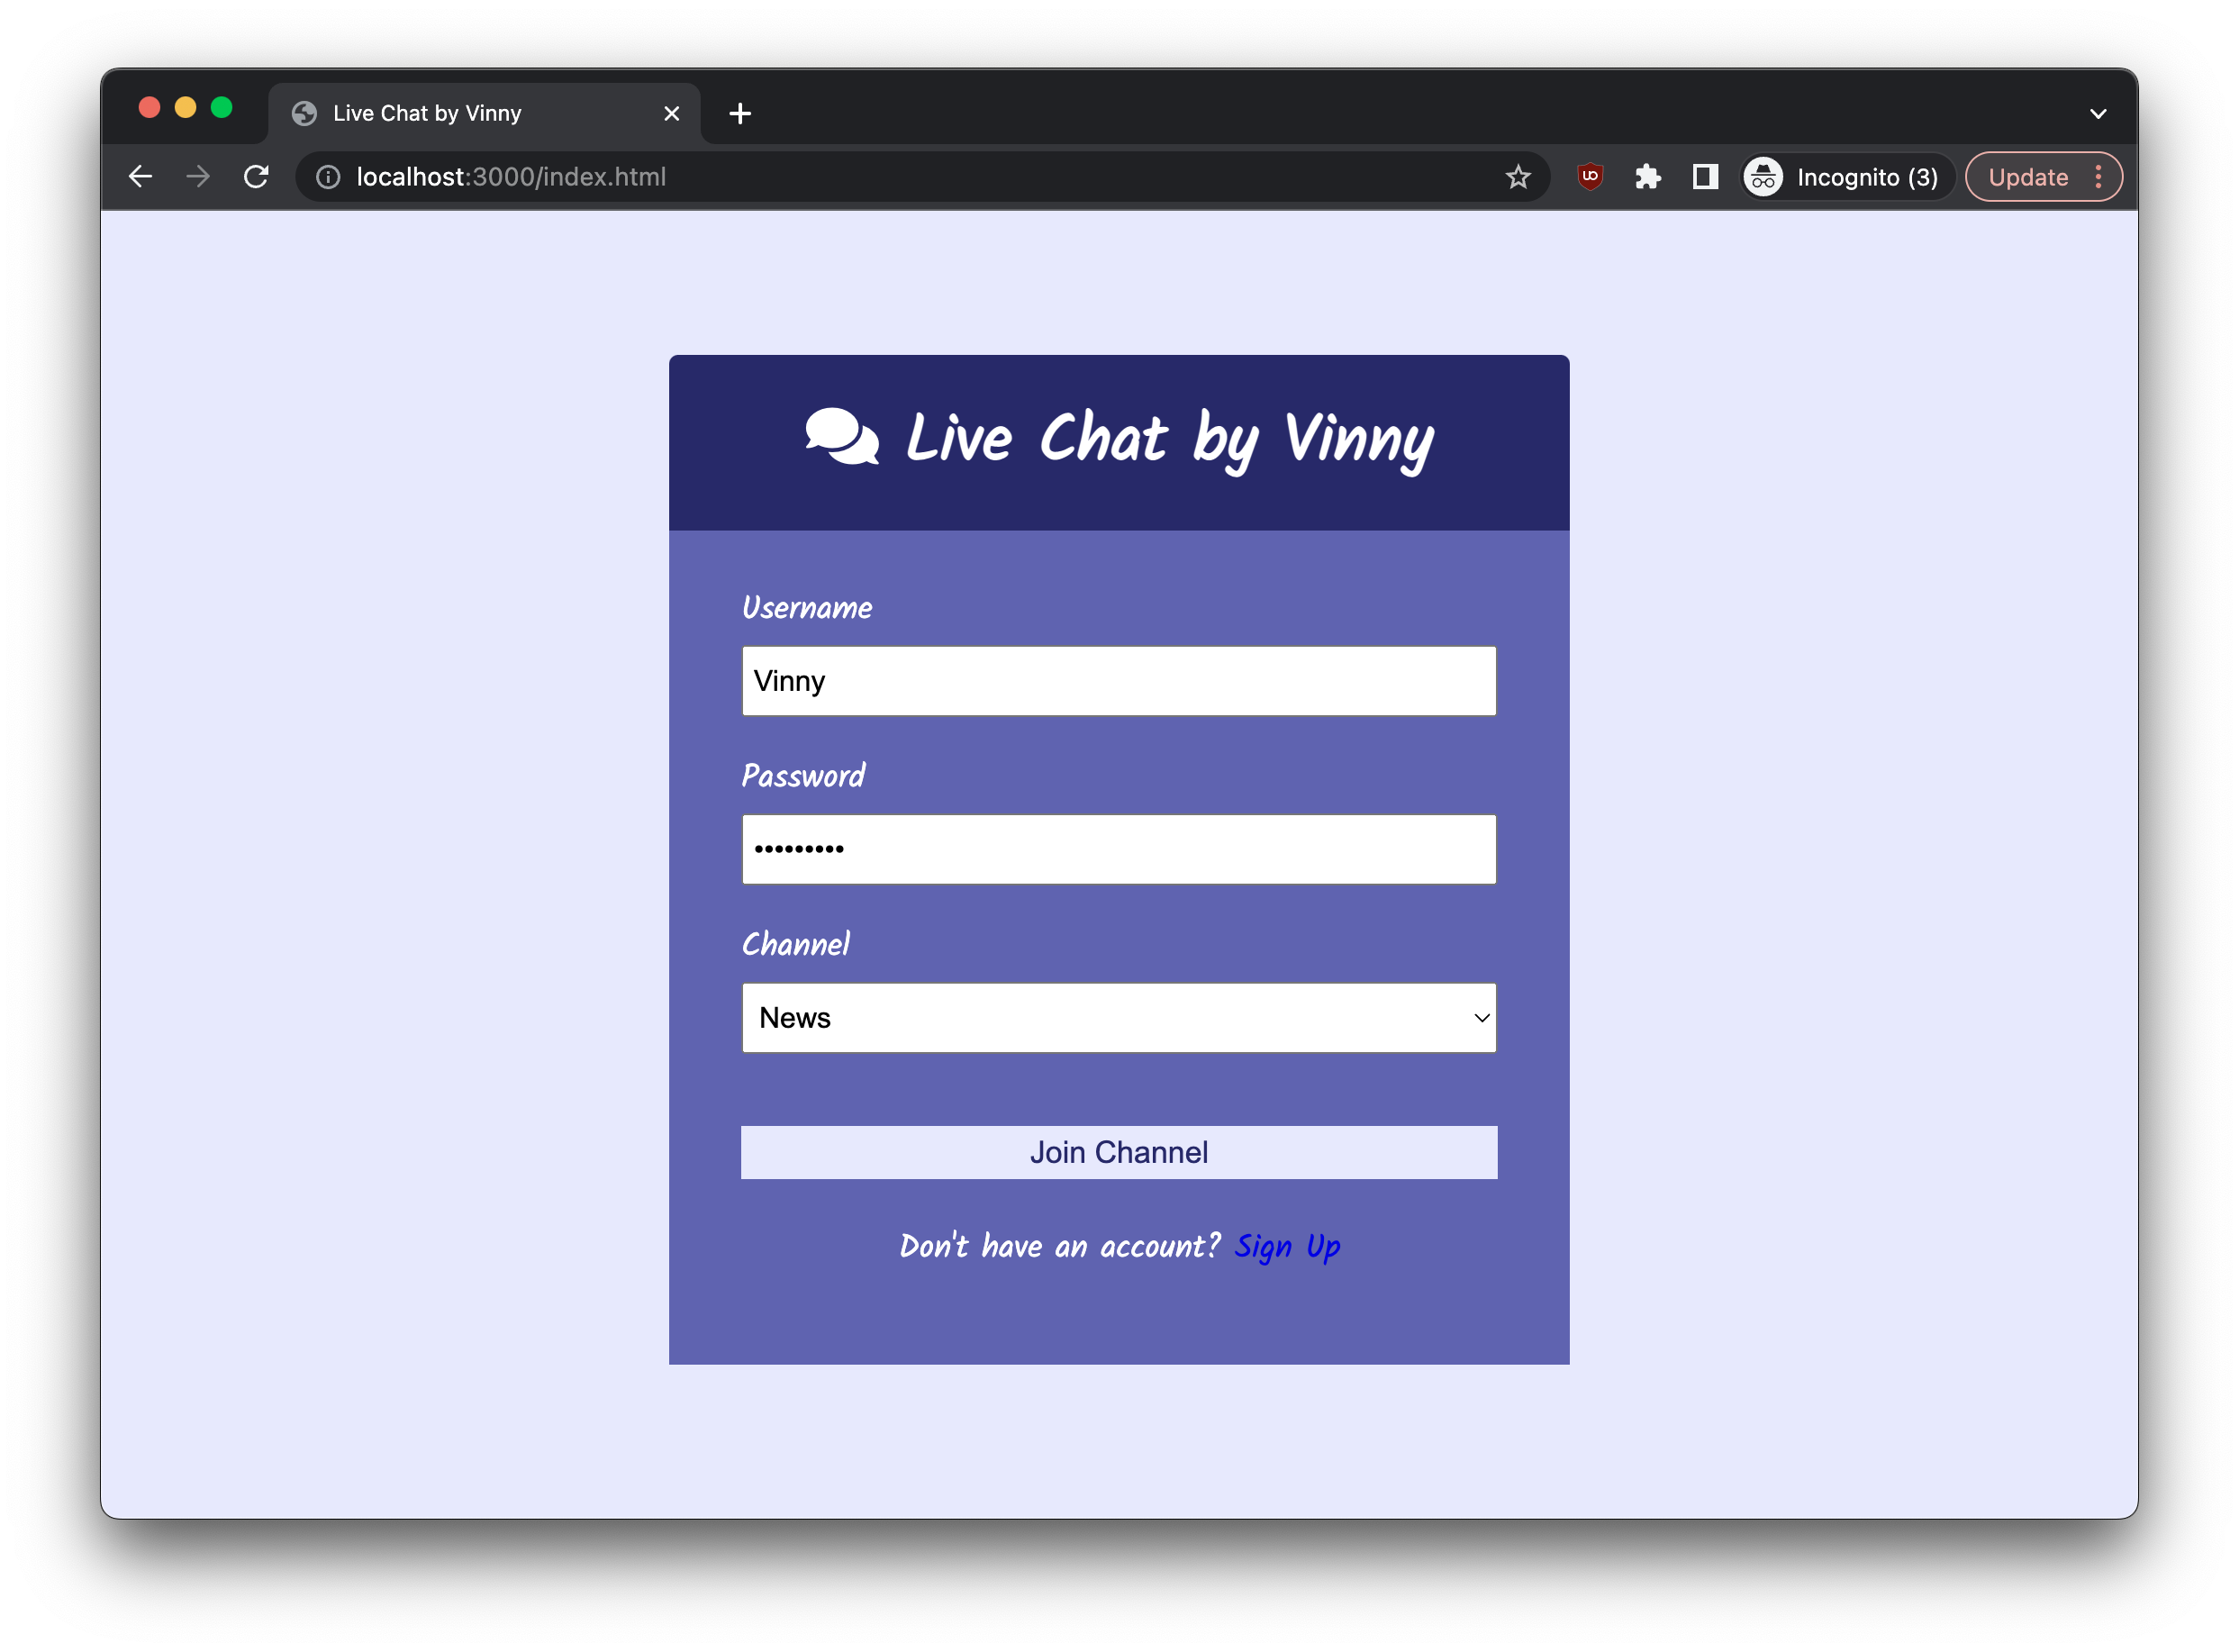 Live Chat by Vinny
localhost:3000/index.html
Incognito (3)
Update
Live Chat by Vinny
Username
Vinny
Password
•••••••••
Channel
News
Join Channel
Don't have an account? Sign Up